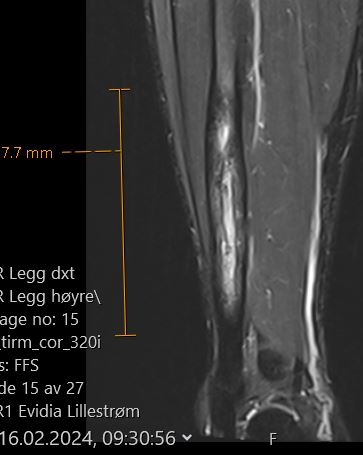 7.7 mm
R Legg dxt
R Legg høyre\
age no: 15
_tirm_cor_320i
s: FFS
de 15 av 27
R1 Evidia Lillestrøm
16.02.2024, 09:30:56
F